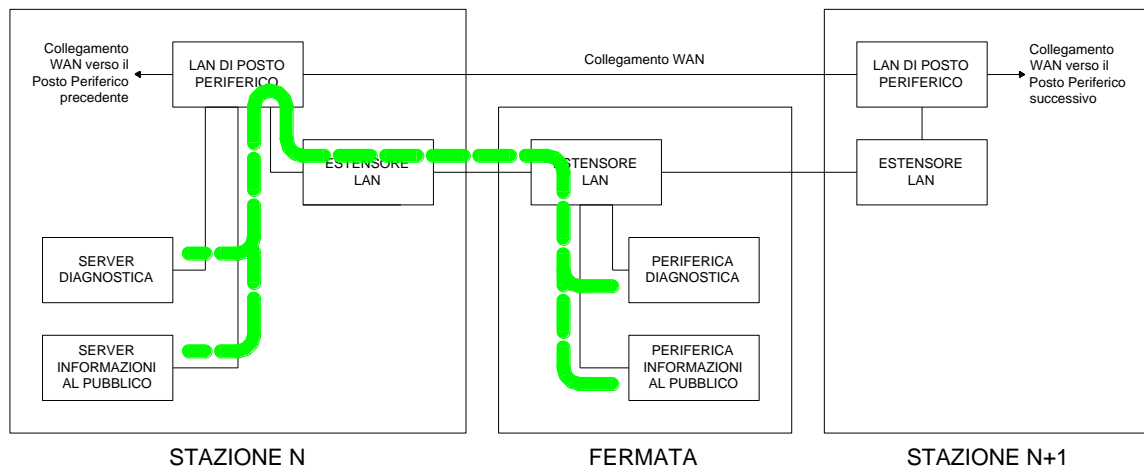 Collegamento
WAN verso il
Posto Periferico
precedente
LAN DI POSTO
PERIFERICO
Collegamento WAN
LAN DI POSTO
PERIFERICO
Collegamento
WAN verso il
Posto Periferico
successivo
ESTENSORE
LAN
ESTENSORE
LAN
ESTENSORE
LAN
SERVER
DIAGNOSTICA
PERIFERICA
DIAGNOSTICA
SERVER
INFORMAZIONI
AL PUBBLICO
PERIFERICA
INFORMAZIONI
AL PUBBLICO
STAZIONE N
FERMATA
STAZIONE N+1